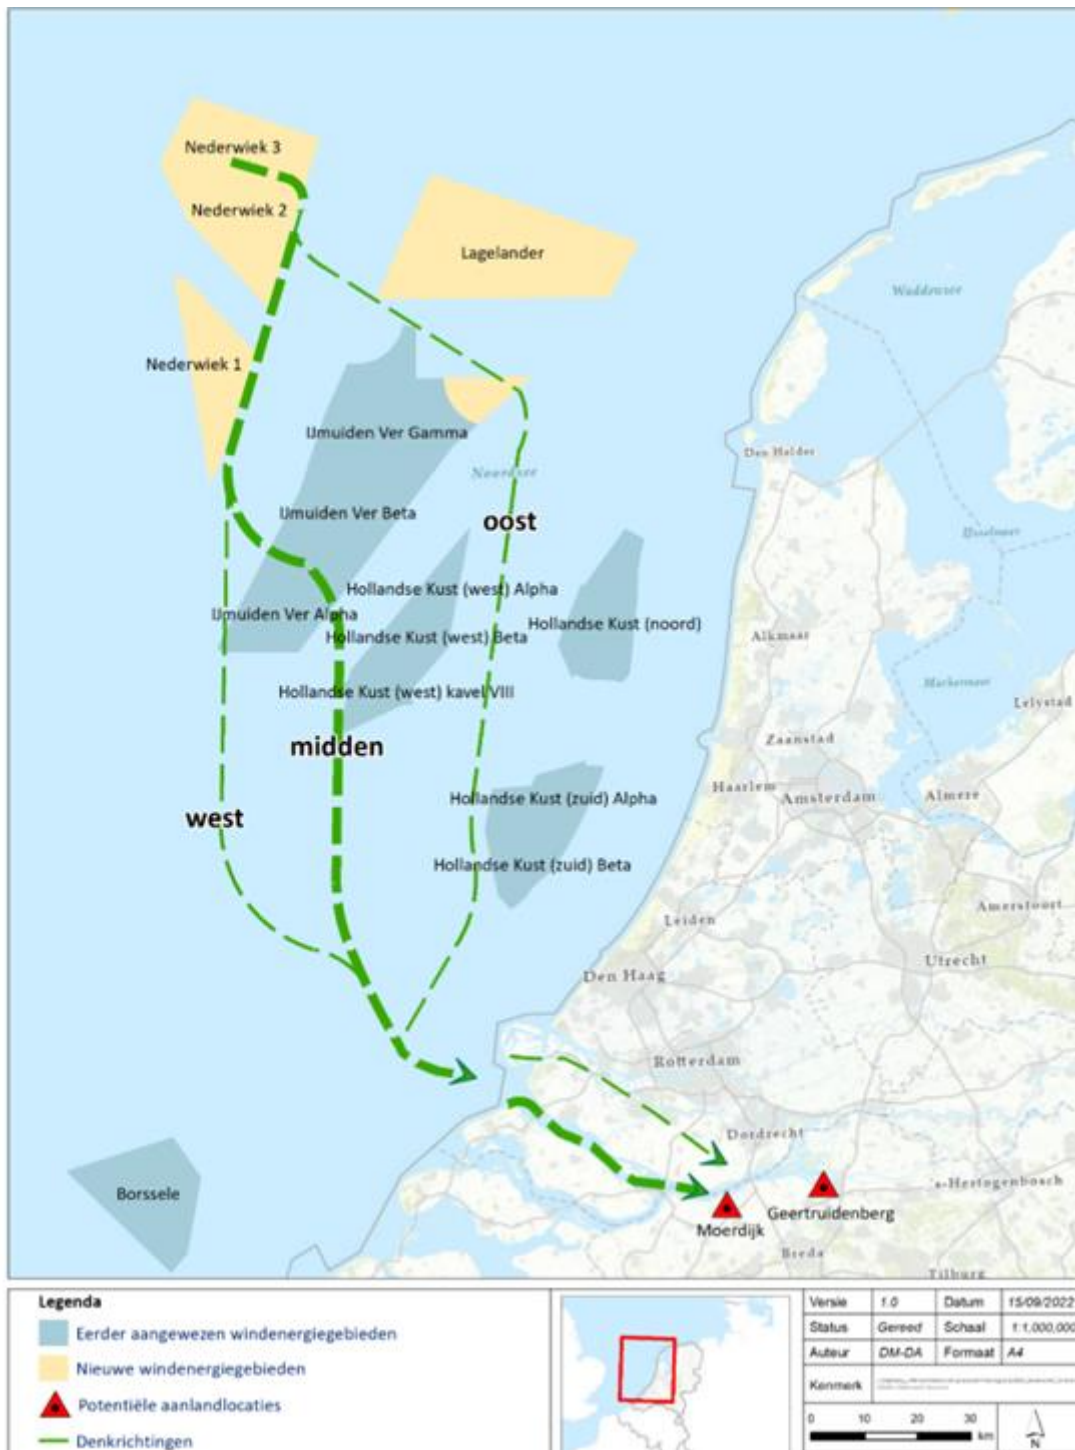 Nederwiek 3
Nederwiek 2
Lagelander
Waddenzee
Nederwiek 1
IJmuiden Ver Gamma
Den Helder
Noordzee
IJmuiden Ver Beta
oost
IJsselmeer
Hollandse Kust (west) Alpha
IJmuiden Ver Alpha
Hollandse Kust (noord)
Hollandse Kust (west) Beta
Alkmaar
Markermeer
Hollandse Kust (west) kavel VIII
Lelystad
midden
Zaanstad
Haarlem
Hollandse Kust (zuid) Alpha
Amsterdam
Almere
west
Hollandse Kust (zuid) Beta
Amersfoort
Leiden
Utrecht
Den Haag
Rotterdam
Dordrecht
Borssele
's-Hertogenbosch
Geertruidenberg
Moerdijk
Breda
Tilburg
Legenda
Eerder aangewezen windenergiegebieden
Nieuwe windenergiegebieden
Potentiële aanlandlocaties
Denkrichtingen
Versie 1.0 Datum 15/09/2022
Status Gereed Schaal 1:1,000,000
Auteur DM-DA Formaat A4
Kenmerk
0 10 20 30
km
N